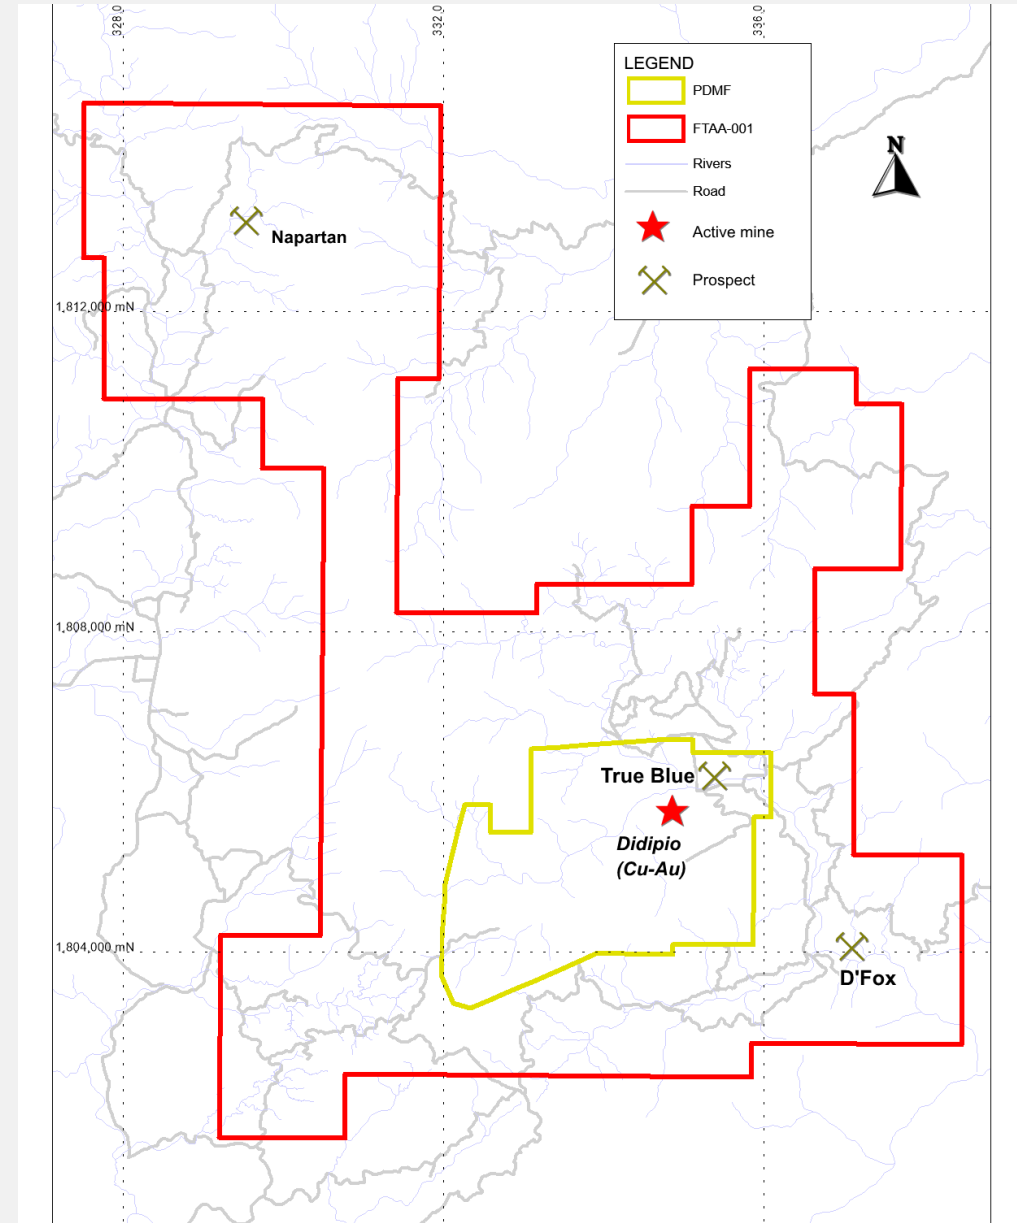 328,0
332,0
336,0
LEGEND
PDMF
FTAA-001
Rivers
Road
Active mine
Prospect
N
Napartan
1,812,000 mN
1,808,000 mN
True Blue
Didipio
(Cu-Au)
1,804,000 mN
D'Fox